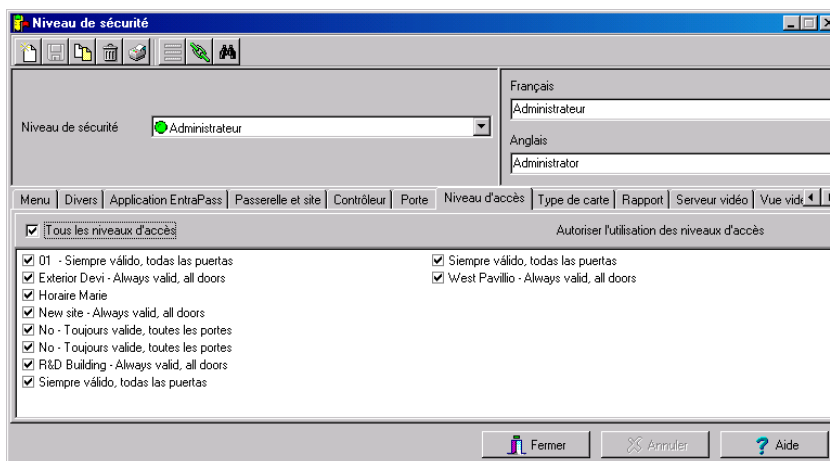 Niveau de sécurité
Français
Administrateur
Niveau de sécurité
Administrateur
Anglais
Administrator
Menu Divers Application EntraPass Passerelle et site Contrôleur Porte Niveau d'accès Type de carte Rapport Serveur vidéo Vue vidé
Tous les niveaux d'accès
Autoriser l'utilisation des niveaux d'accès
01 - Siempre válido, todas las puertas
Exterior Devi - Always valid, all doors
Horaire Marie
New site - Always valid, all doors
No - Toujours valide, toutes les portes
No - Toujours valide, toutes les portes
R&D Building - Always valid, all doors
Siempre válido, todas las puertas
Siempre válido, todas las puertas
West Pavillio - Always valid, all doors
Fermer
Annuler
Aide